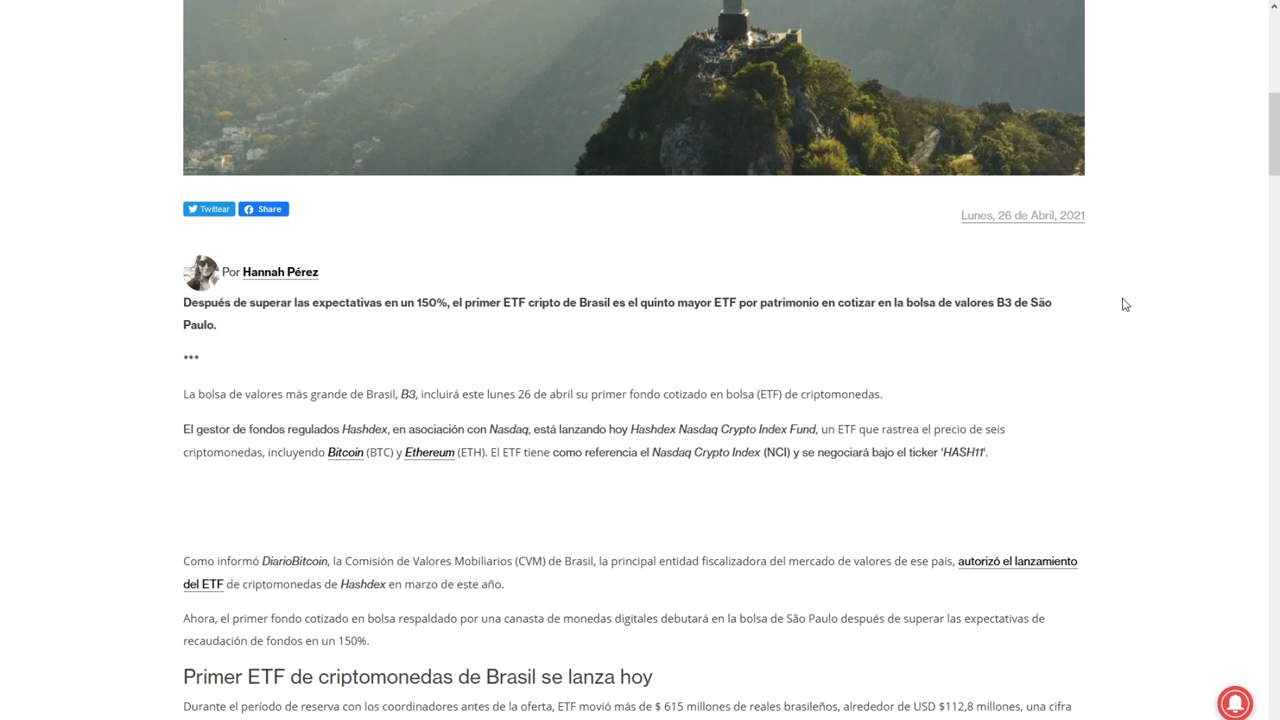 Twittear
Share
Lunes, 26 de Abril, 2021
Por Hannah Pérez
Después de superar las expectativas en un 150%, el primer ETF cripto de Brasil es el quinto mayor ETF por patrimonio en cotizar en la bolsa de valores B3 de São
Paulo.
***
La bolsa de valores más grande de Brasil, B3, incluirá este lunes 26 de abril su primer fondo cotizado en bolsa (ETF) de criptomonedas.
El gestor de fondos regulados Hashdex, en asociación con Nasdaq, está lanzando hoy Hashdex Nasdaq Crypto Index Fund, un ETF que rastrea el precio de seis
criptomonedas, incluyendo Bitcoin (BTC) y Ethereum (ETH). El ETF tiene como referencia el Nasdaq Crypto Index (NCI) y se negociará bajo el ticker 'HASH11'.
Como informó DiarioBitcoin, la Comisión de Valores Mobiliarios (CVM) de Brasil, la principal entidad fiscalizadora del mercado de valores de ese país, autorizó el lanzamiento
del ETF de criptomonedas de Hashdex en marzo de este año.
Ahora, el primer fondo cotizado en bolsa respaldado por una canasta de monedas digitales debutará en la bolsa de São Paulo después de superar las expectativas de
recaudación de fondos en un 150%.
Primer ETF de criptomonedas de Brasil se lanza hoy
Durante el período de reserva con los coordinadores antes de la oferta, ETF movió más de $ 615 millones de reales brasileños, alrededor de USD $112,8 millones, una cifra